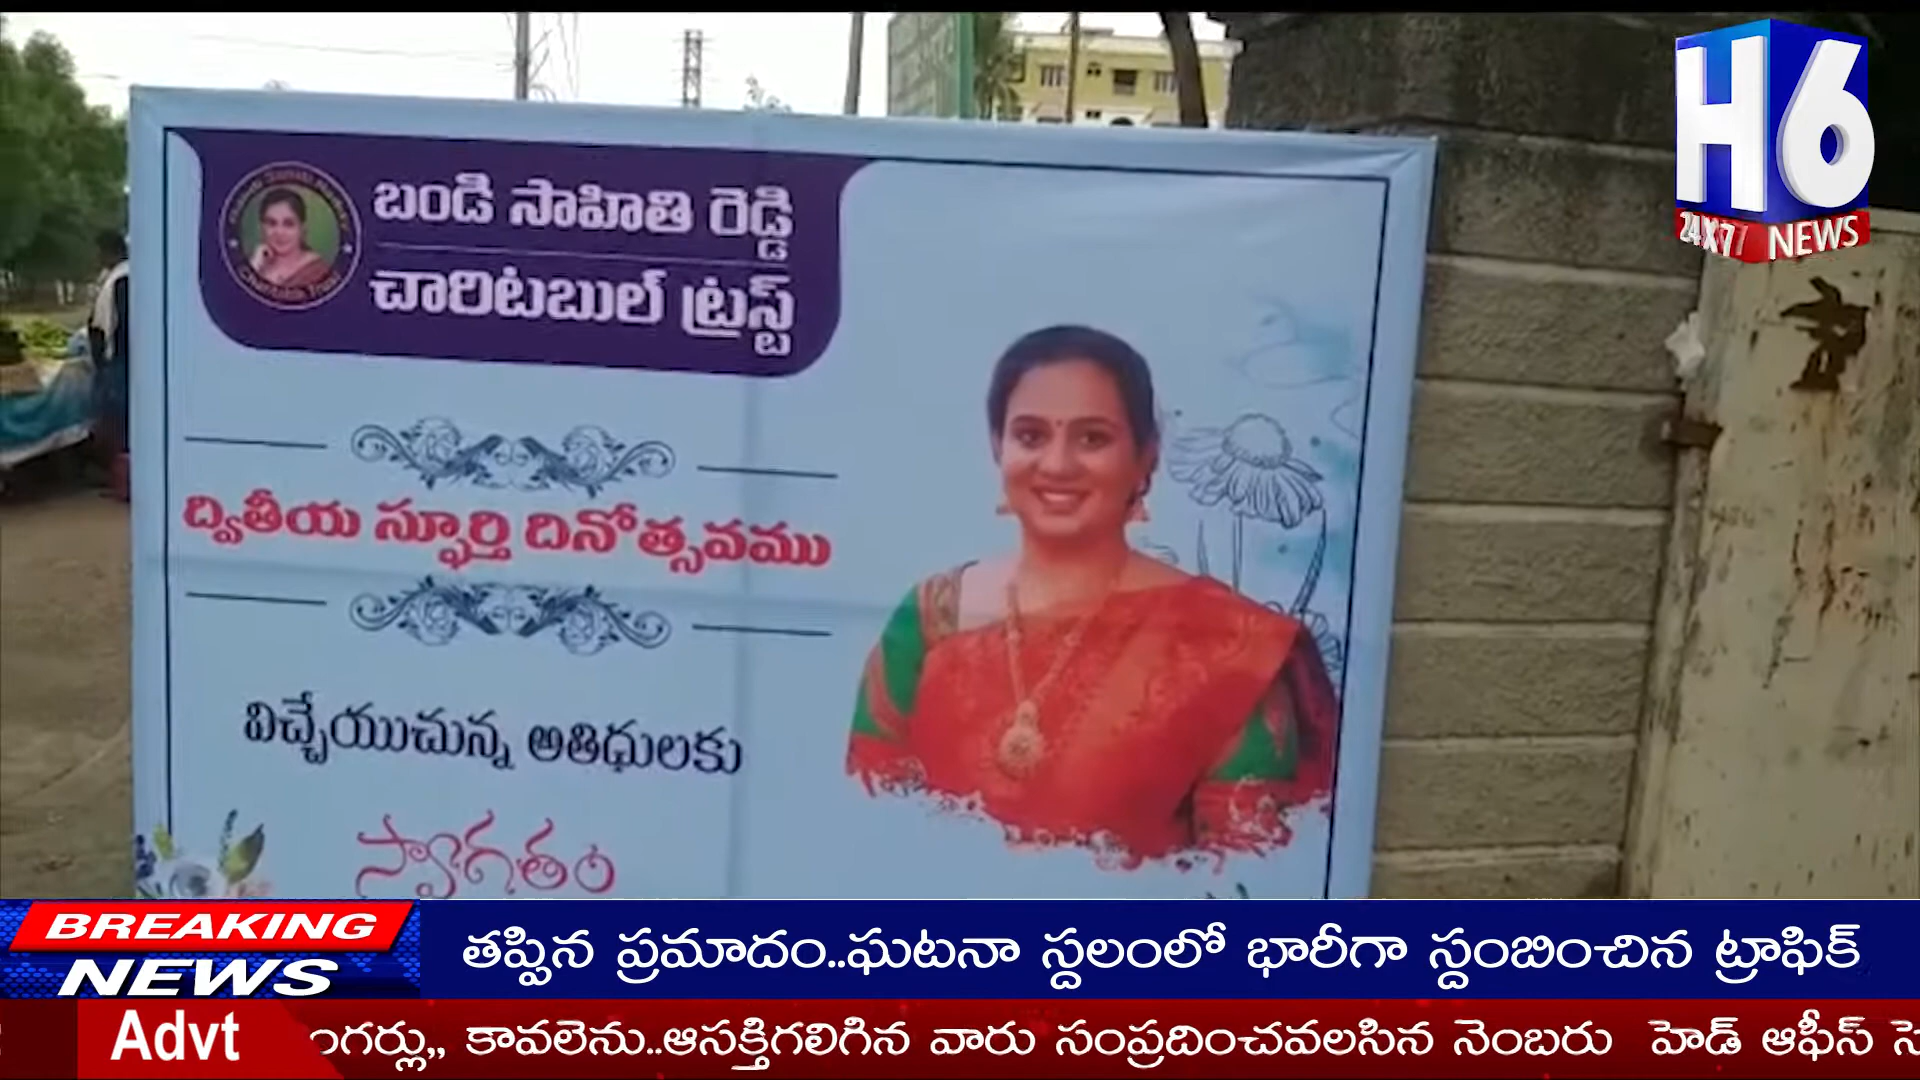 H6
24X7 NEWS
బండి సాహితి రెడ్డి
చారిటబుల్ ట్రస్ట్
ద్వితీయ స్ఫూర్తి దినోత్సవము
విచ్చేయుచున్న అతిధులకు
స్వాగతం
BREAKING
NEWS
తప్పిన ప్రమాదం..ఘటనా స్దలంలో భారీగా స్దంబించిన ట్రాఫిక్
Advt
కావలెను..ఆసక్తిగలిగిన వారు సంప్రదించవలసిన నెంబరు హెడ్ ఆఫీస్